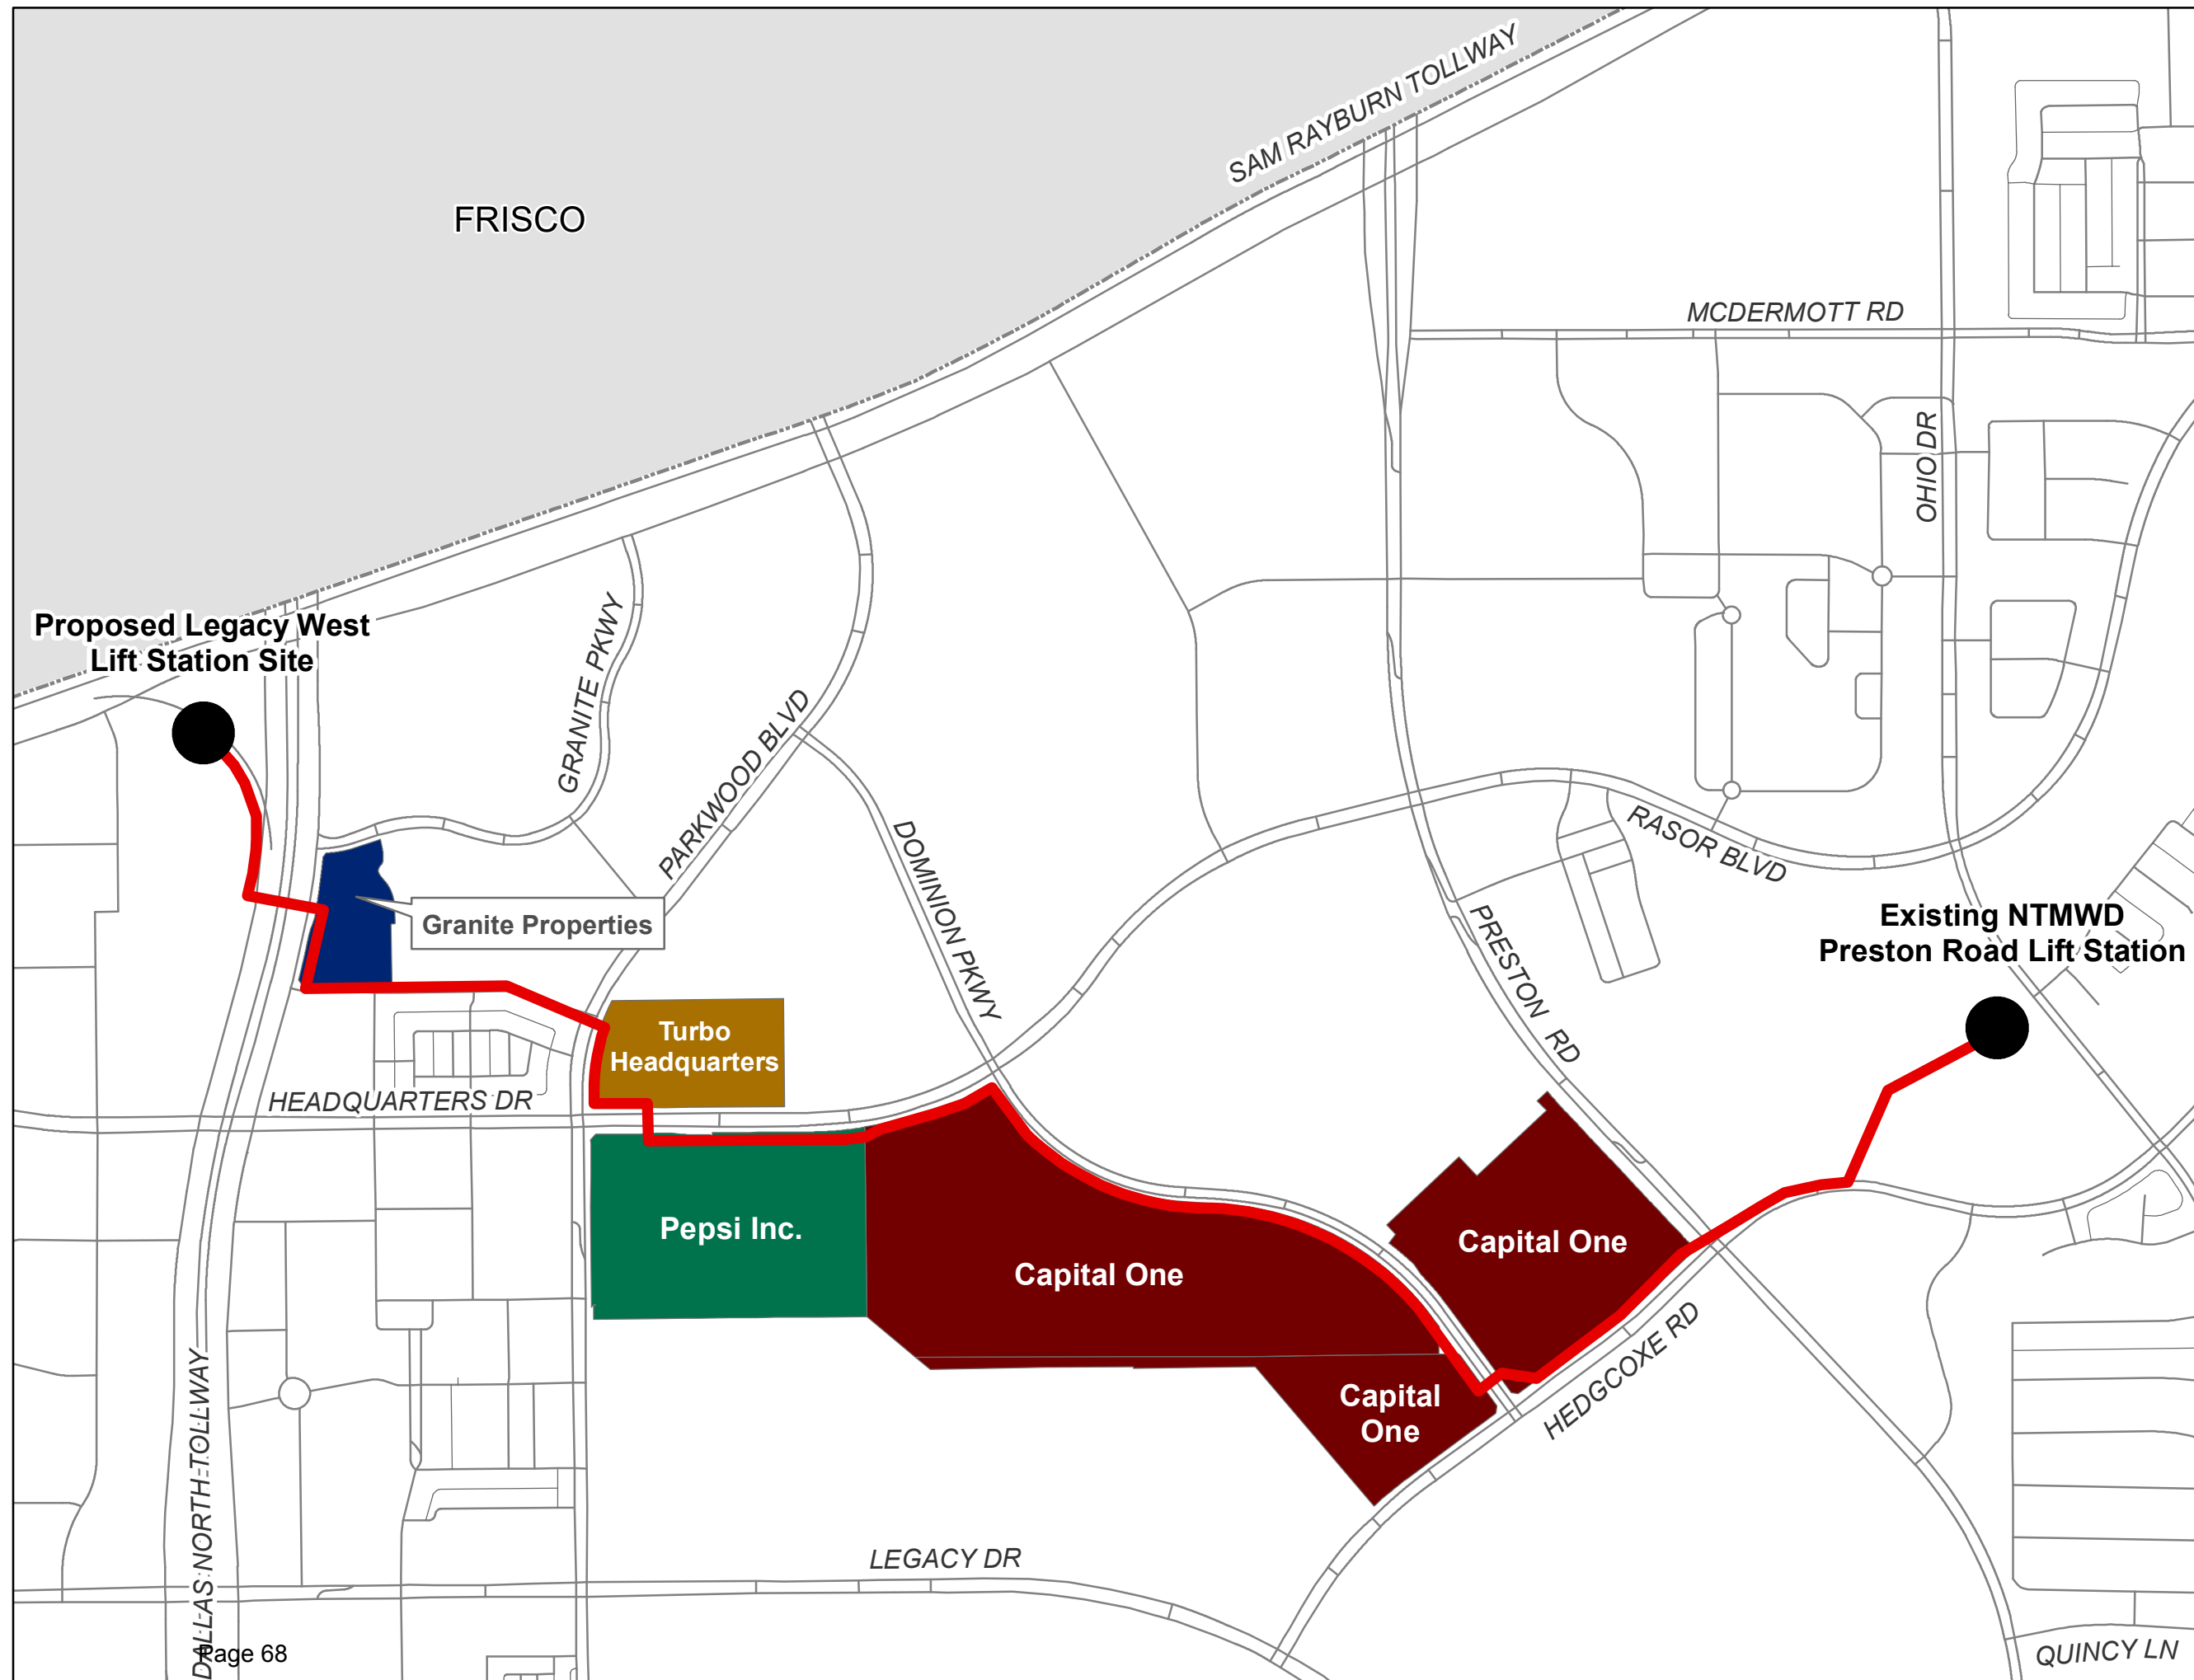 SAM RAYBURN TOLLWAY
FRISCO
MCDERMOTT RD
OHIO DR
Proposed Legacy West
Lift Station Site
GRANITE PKWY
PARKWOOD BLVD
DOMINION PKWY
RASOR BLVD
PRESTON RD
Existing NTMWD
Preston Road Lift Station
Granite Properties
Turbo
Headquarters
HEADQUARTERS DR
Pepsi Inc.
Capital One
Capital One
Capital
One
HEDGCOXE RD
DALLAS NORTH TOLLWAY
LEGACY DR
QUINCY LN
Page 68